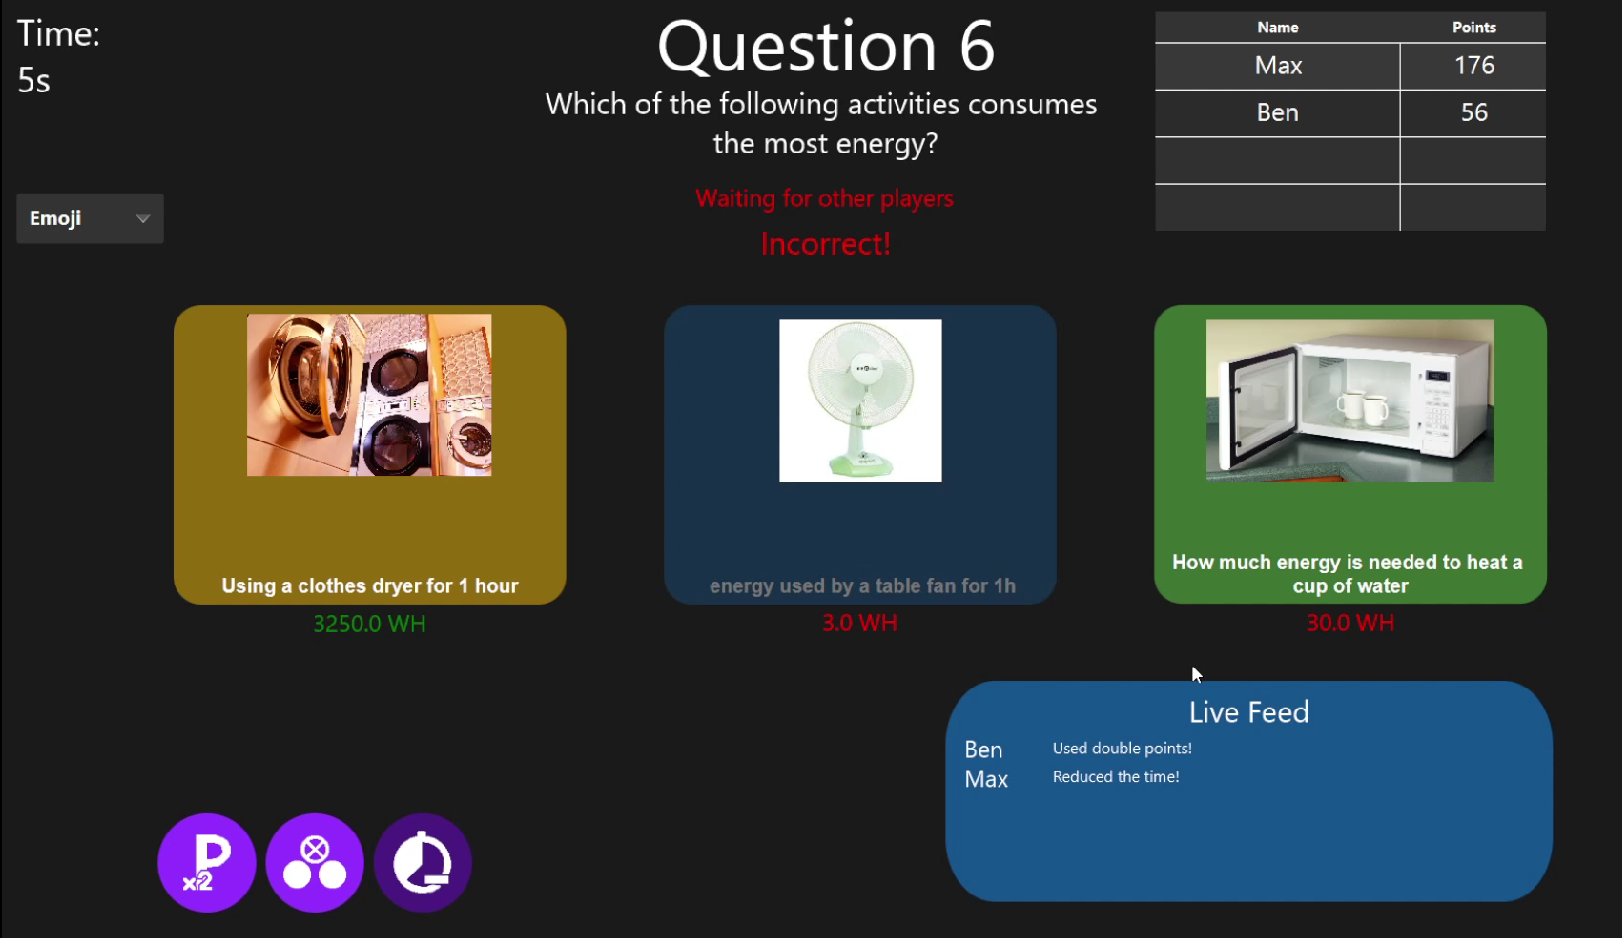 Time:
5s
Question 6
Which of the following activities consumes
the most energy?
Waiting for other players
Incorrect!
Name Points
Max 176
Ben 56
Emoji
Using a clothes dryer for 1 hour
3250.0 WH
energy used by a table fan for 1h
3.0 WH
How much energy is needed to heat a
cup of water
30.0 WH
Live Feed
Ben Used double points!
Max Reduced the time!
P
x2